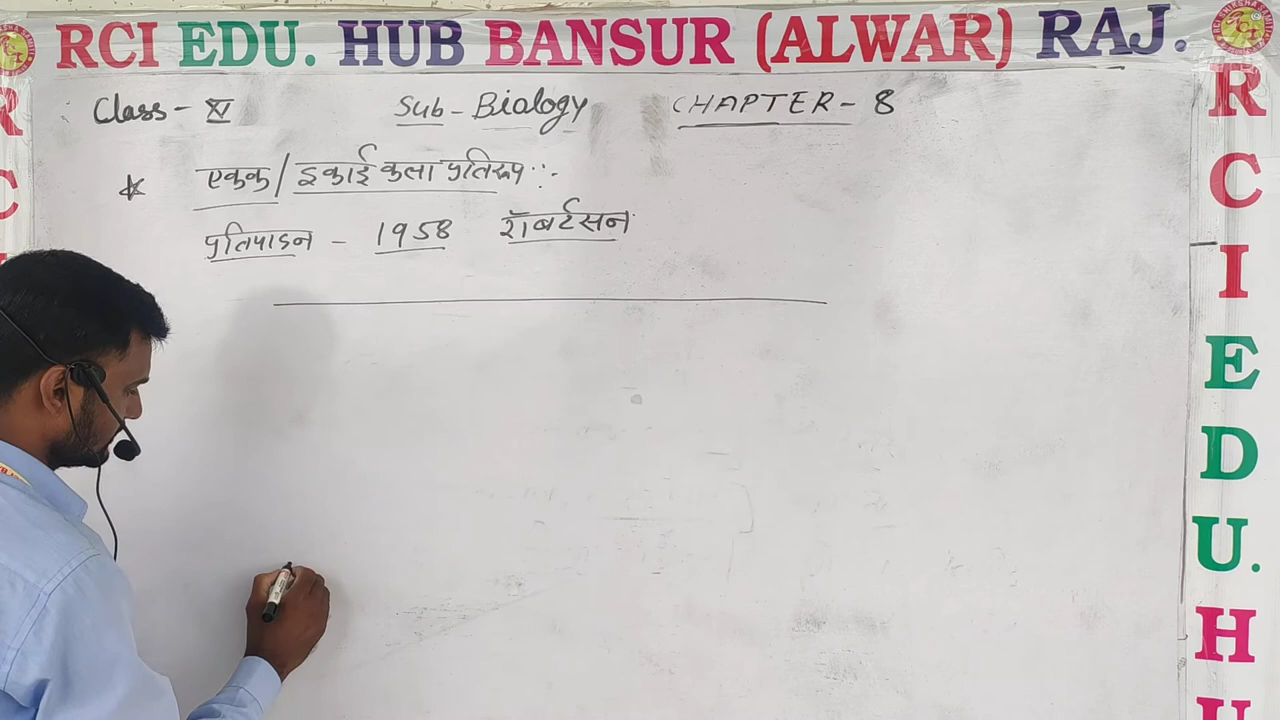 RCI EDU. HUB BANSUR (ALWAR) RAJ.
Class - XI Sub - Biology CHAPTER - 8
एकक / इकाई कला प्रतिरूप :-
प्रतिपादन - 1958 रॉबर्टसन
R
C
I
E
D
U.
H
U
R
C